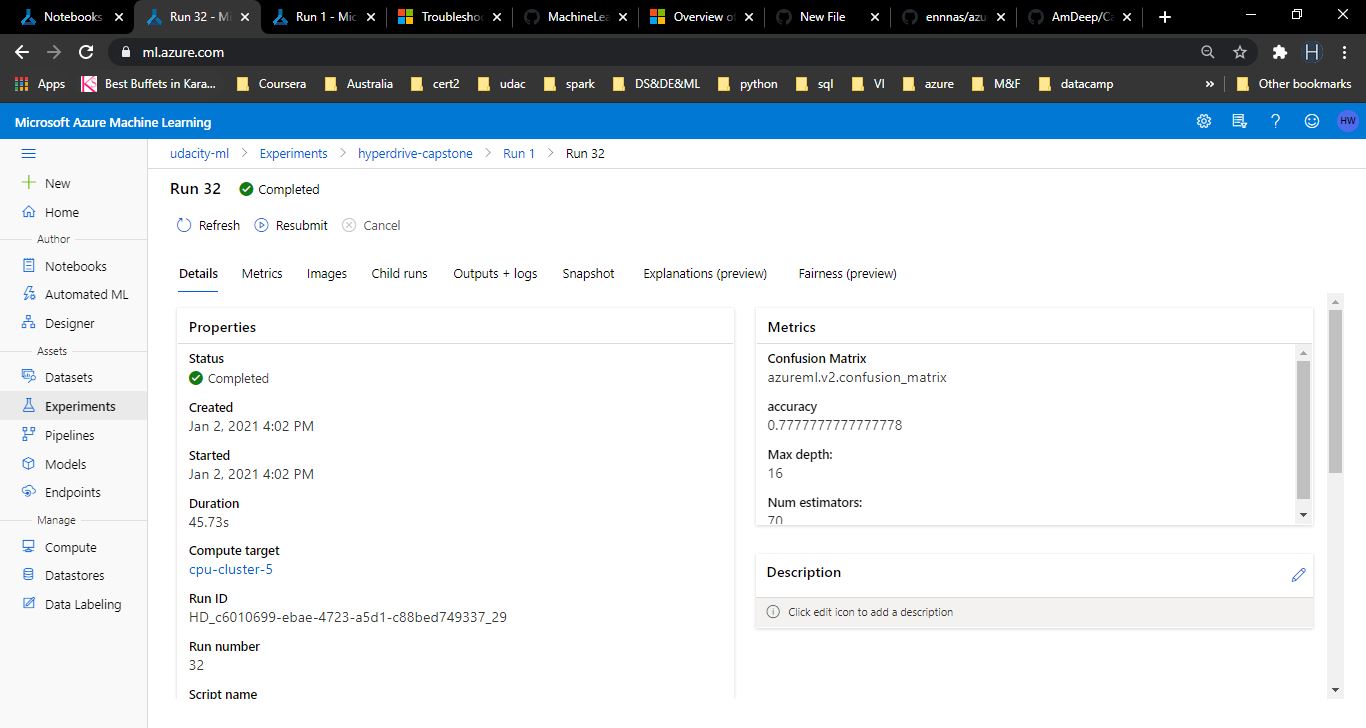 Notebooks
Run 32 - Mi
Run 1 - Mic
Troubleshoo
MachineLea
Overview of
New File
ennnas/azu
AmDeep/Ca
ml.azure.com
Apps
Best Buffets in Kara...
Coursera
Australia
cert2
udac
spark
DS&DE&ML
python
sql
VI
azure
M&F
datacamp
»
Other bookmarks
Microsoft Azure Machine Learning
HW
udacity-ml > Experiments > hyperdrive-capstone > Run 1 > Run 32
New
Home
Author
Notebooks
Automated ML
Designer
Assets
Datasets
Experiments
Pipelines
Models
Endpoints
Manage
Compute
Datastores
Data Labeling
Run 32 Completed
Refresh Resubmit Cancel
Details Metrics Images Child runs Outputs + logs Snapshot Explanations (preview) Fairness (preview)
Properties
Status
Completed
Created
Jan 2, 2021 4:02 PM
Started
Jan 2, 2021 4:02 PM
Duration
45.73s
Compute target
cpu-cluster-5
Run ID
HD_c6010699-ebae-4723-a5d1-c88bed749337_29
Run number
32
Script name
Metrics
Confusion Matrix
azureml.v2.confusion_matrix
accuracy
0.7777777777777778
Max depth:
16
Num estimators:
70
Description
Click edit icon to add a description